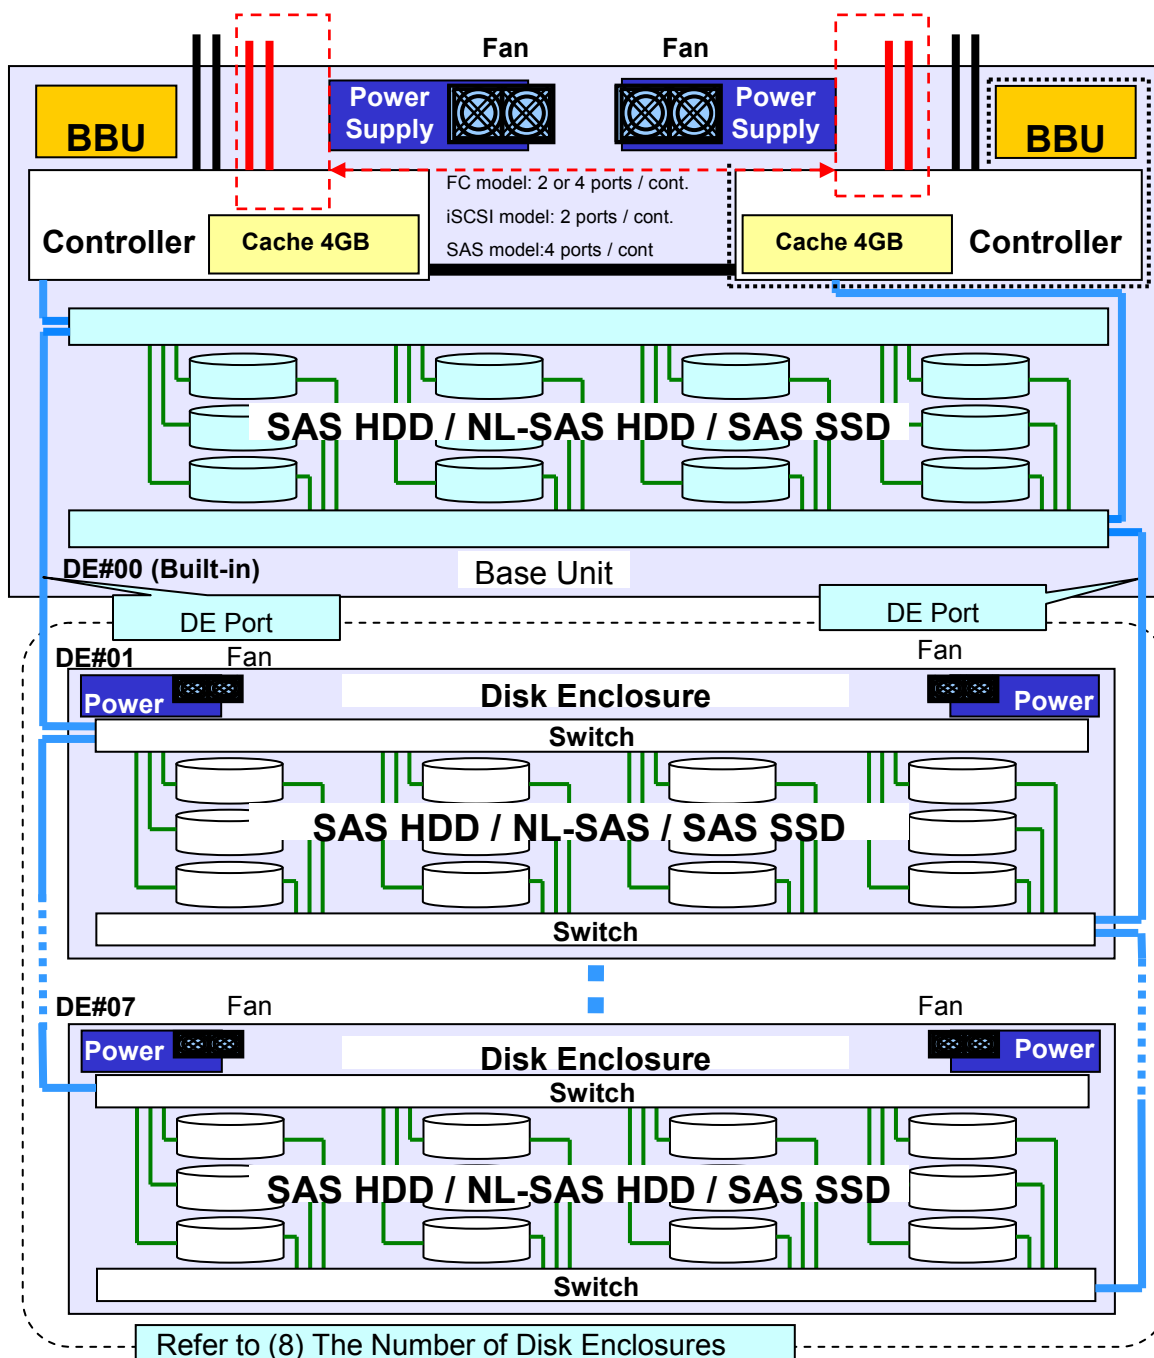 Fan
Fan
BBU
Power
Supply
Power
Supply
BBU
FC model: 2 or 4 ports / cont.
iSCSI model: 2 ports / cont.
SAS model:4 ports / cont
Controller
Cache 4GB
Cache 4GB
Controller
SAS HDD / NL-SAS HDD / SAS SSD
DE#00 (Built-in)
Base Unit
DE Port
DE Port
DE#01
Fan
Fan
Power
Disk Enclosure
Power
Switch
SAS HDD / NL-SAS / SAS SSD
Switch
DE#07
Fan
Fan
Power
Disk Enclosure
Power
Switch
SAS HDD / NL-SAS HDD / SAS SSD
Switch
Refer to (8) The Number of Disk Enclosures